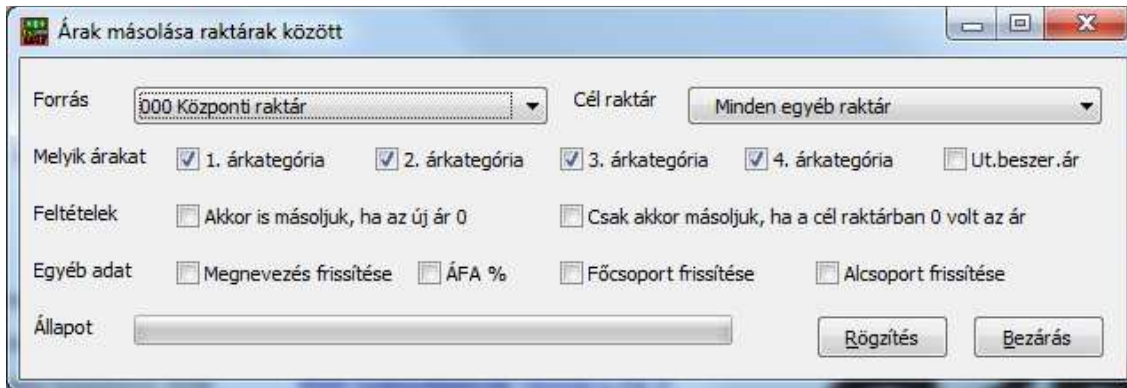 Árak másolása raktárak között
Forrás 000 Központi raktár Cél raktár Minden egyéb raktár
Melyik árakat 1. árkategória 2. árkategória 3. árkategória 4. árkategória Ut.beszer.ár
Feltételek Akkor is másoljuk, ha az új ár 0 Csak akkor másoljuk, ha a cél raktárban 0 volt az ár
Egyéb adat Megnevezés frissítése ÁFA % Főcsoport frissítése Alcsoport frissítése
Állapot Rögzítés Bezárás